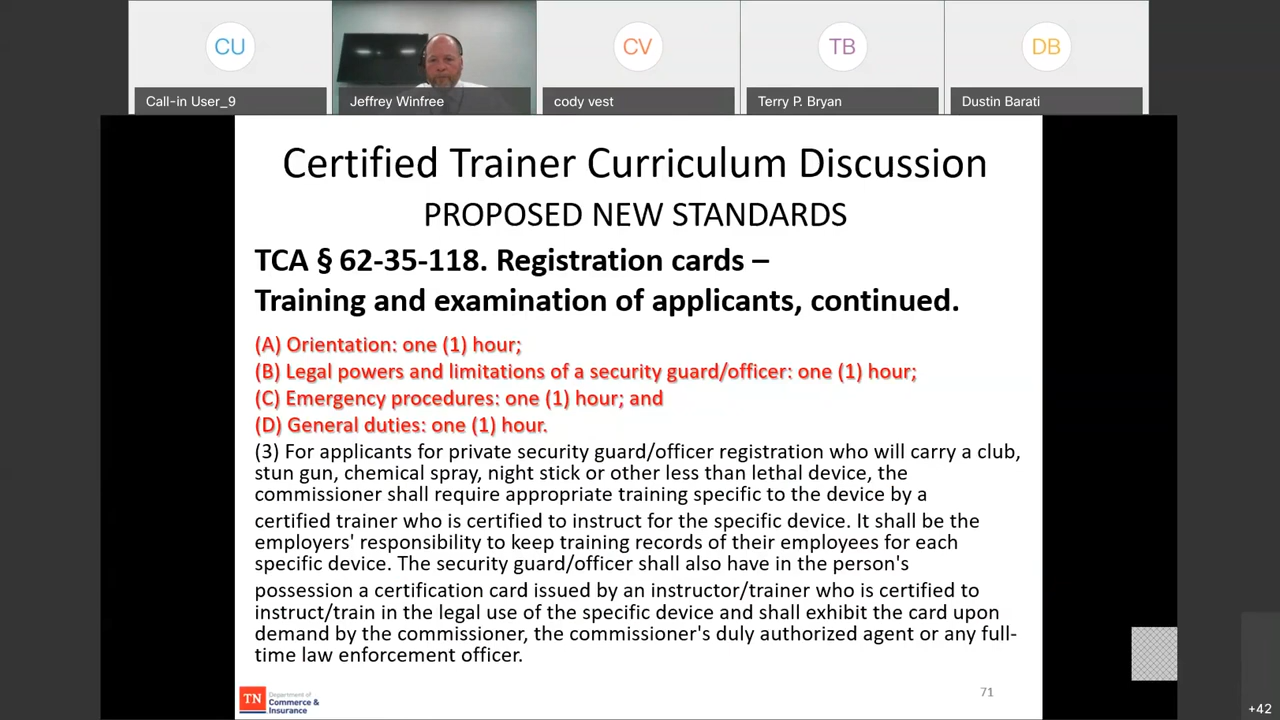 CU
CV
TB
DB
Call-in User_9
Jeffrey Winfree
cody vest
Terry P. Bryan
Dustin Barati
Certified Trainer Curriculum Discussion
PROPOSED NEW STANDARDS
TCA § 62-35-118. Registration cards –
Training and examination of applicants, continued.
(A) Orientation: one (1) hour;
(B) Legal powers and limitations of a security guard/officer: one (1) hour;
(C) Emergency procedures: one (1) hour; and
(D) General duties: one (1) hour.
(3) For applicants for private security guard/officer registration who will carry a club,
stun gun, chemical spray, night stick or other less than lethal device, the
commissioner shall require appropriate training specific to the device by a
certified trainer who is certified to instruct for the specific device. It shall be the
employers' responsibility to keep training records of their employees for each
specific device. The security guard/officer shall also have in the person's
possession a certification card issued by an instructor/trainer who is certified to
instruct/train in the legal use of the specific device and shall exhibit the card upon
demand by the commissioner, the commissioner's duly authorized agent or any full-
time law enforcement officer.
TN
Department of
Commerce &
Insurance
71
+42